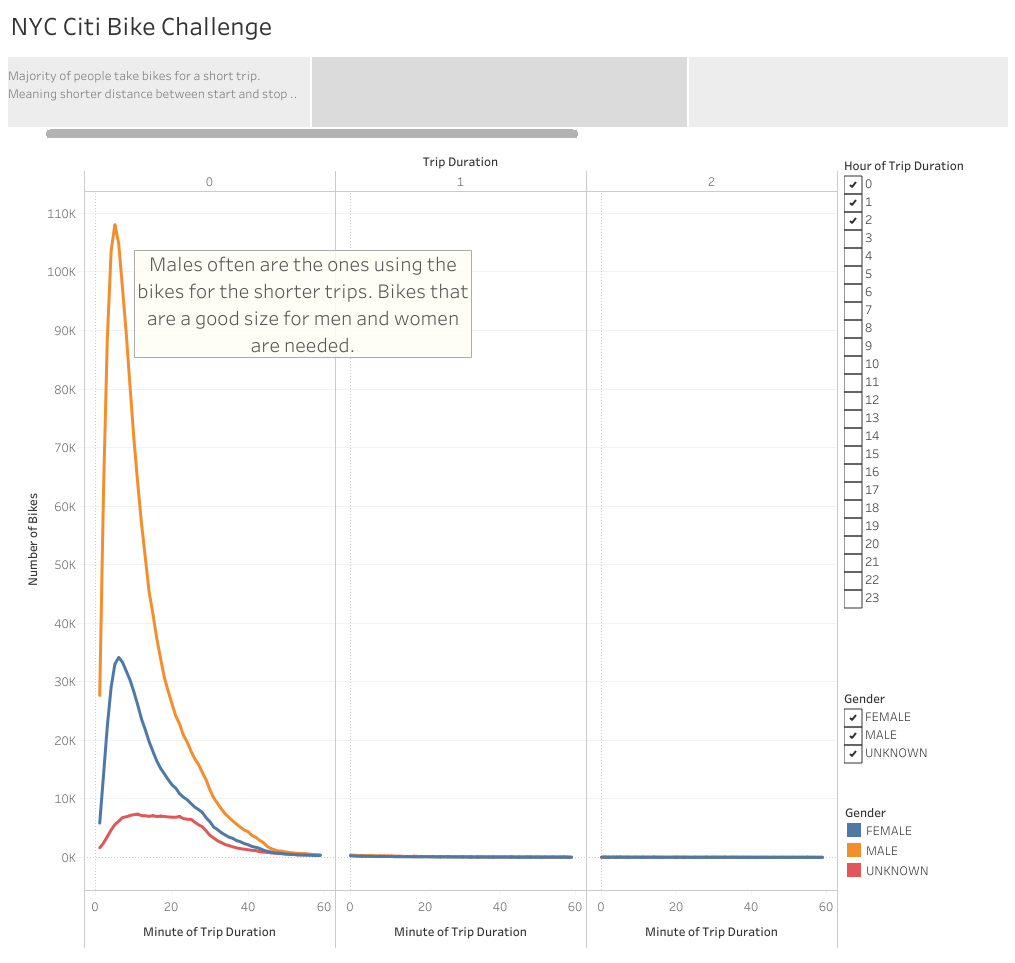 NYC Citi Bike Challenge
Majority of people take bikes for a short trip.
Meaning shorter distance between start and stop ..
Trip Duration
0
1
2
110K
100K
90K
80K
70K
60K
50K
40K
30K
20K
10K
0K
Number of Bikes
Males often are the ones using the
bikes for the shorter trips. Bikes that
are a good size for men and women
are needed.
0 20 40 60
0 20 40 60
0 20 40 60
Minute of Trip Duration
Minute of Trip Duration
Minute of Trip Duration
Hour of Trip Duration
0
1
2
3
4
5
6
7
8
9
10
11
12
13
14
15
16
17
18
19
20
21
22
23
Gender
FEMALE
MALE
UNKNOWN
Gender
FEMALE
MALE
UNKNOWN